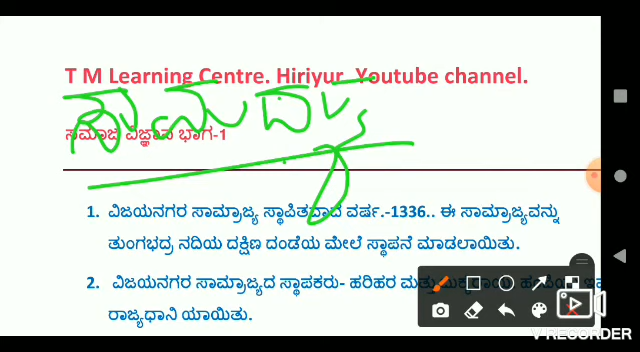 T M Learning Centre. Hiriyur Youtube channel.
ಸಮಾಜ ವಿಜ್ಞಾನ ಭಾಗ-1
1. ವಿಜಯನಗರ ಸಾಮ್ರಾಜ್ಯ ಸ್ಥಾಪಿತವಾದ ವರ್ಷ.-1336.. ಈ ಸಾಮ್ರಾಜ್ಯವನ್ನು
ತುಂಗಭದ್ರ ನದಿಯ ದಕ್ಷಿಣ ದಂಡೆಯ ಮೇಲೆ ಸ್ಥಾಪನೆ ಮಾಡಲಾಯಿತು.
2. ವಿಜಯನಗರ ಸಾಮ್ರಾಜ್ಯದ ಸ್ಥಾಪಕರು- ಹರಿಹರ ಮತ್ತು
ರಾಜ್ಯಧಾನಿ ಯಾಯಿತು.
V RECORDER